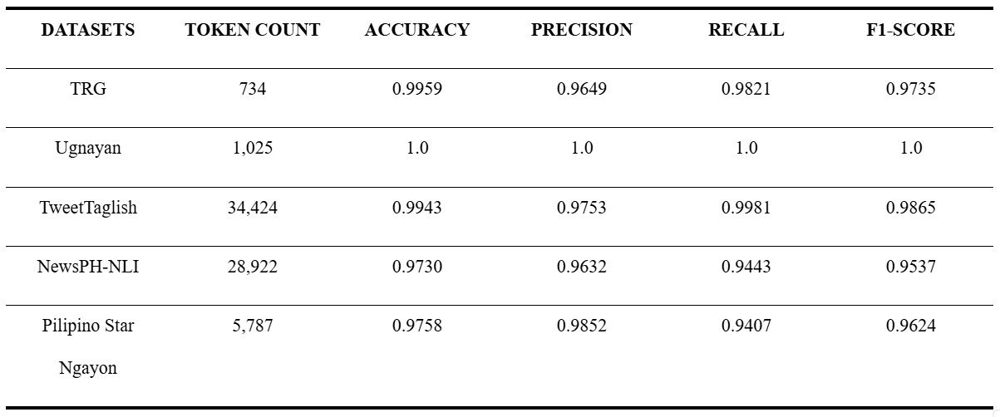 DATASETS TOKEN COUNT ACCURACY PRECISION RECALL F1-SCORE
TRG 734 0.9959 0.9649 0.9821 0.9735
Ugnayan 1,025 1.0 1.0 1.0 1.0
TweetTaglish 34,424 0.9943 0.9753 0.9981 0.9865
NewsPH-NLI 28,922 0.9730 0.9632 0.9443 0.9537
Pilipino Star 5,787 0.9758 0.9852 0.9407 0.9624
Ngayon